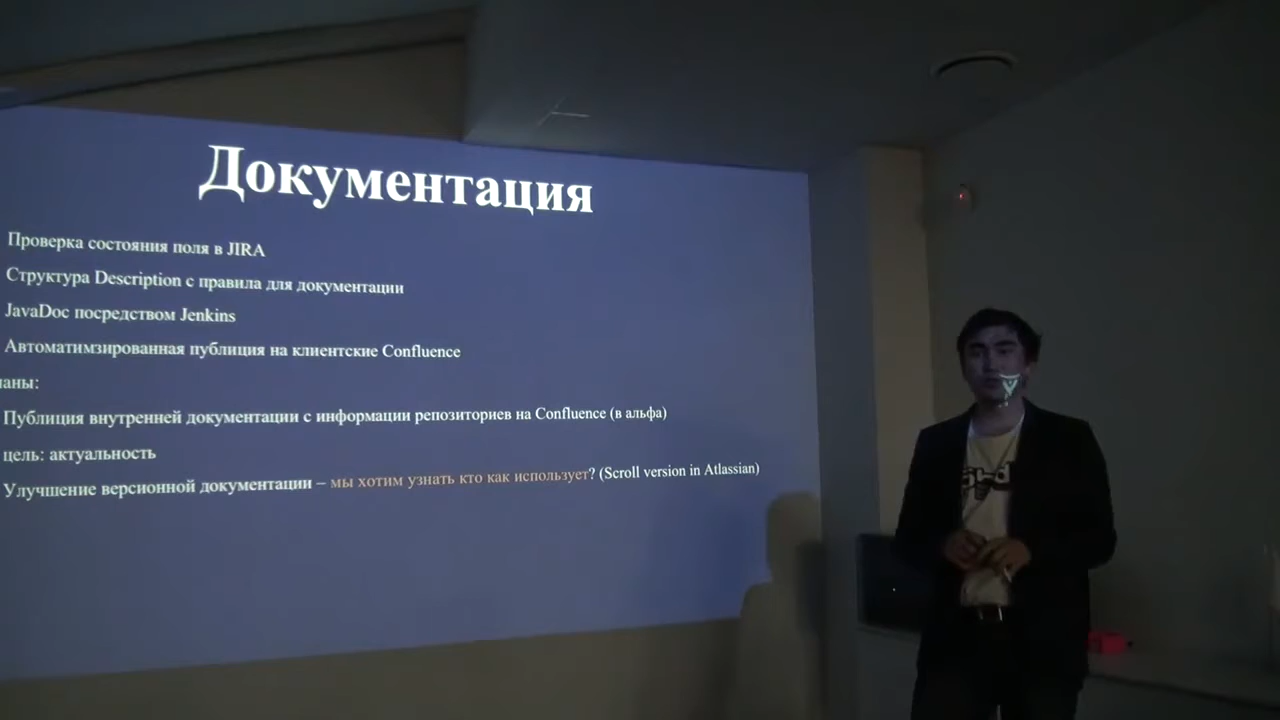 Документация
Проверка состояния поля в JIRA
Структура Description с правила для документации
JavaDoc посредством Jenkins
Автоматимзированная публиция на клиентские Confluence
ланы:
Публиция внутренней документации с информации репозиториев на Confluence (в альфа)
цель: актуальность
Улучшение версионной документации – мы хотим узнать кто как использует? (Scroll version in Atlassian)